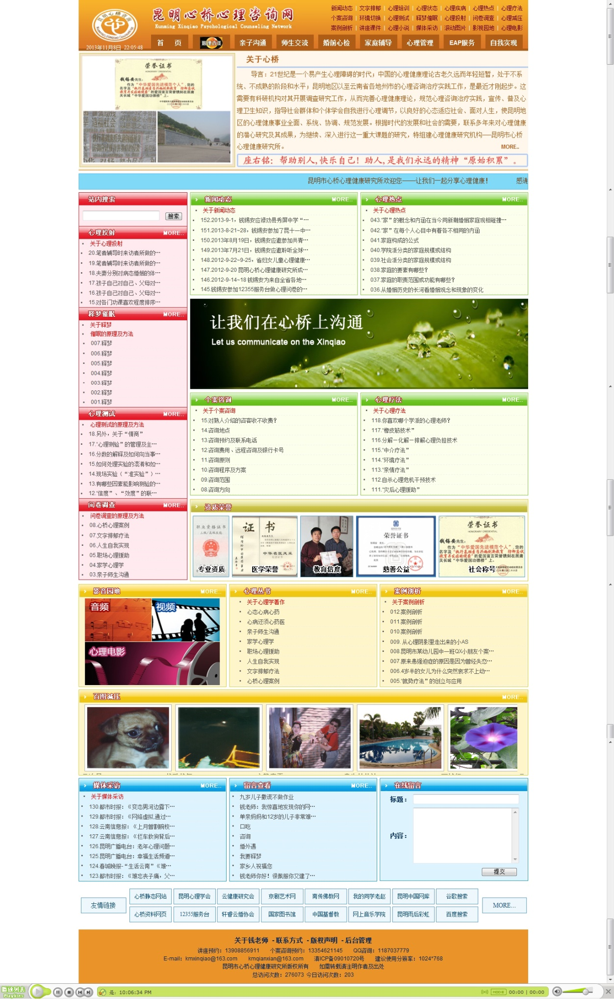 昆明心桥心理咨询网
Kunming Xinqiao Psychological Counseling Network
2013年11月8日 22:05:48
新闻动态 | 文字排郁 | 心理培训 | 心理状态 | 心理疾病 | 心理热点 | 心理疗法
个案咨询 | 环境切换 | 心理测试 | 释梦催眠 | 心理投射 | 问卷调查 | 心理减压
案例剖析 | 讲座课件 | 心理小说 | 媒体采访 | 滚动图片 | 影视园地 | 心理电影
首 页 心理访谈 亲子沟通 师生交流 婚前心检 家庭辅导 心理管理 EAP服务 自我实现
荣誉证书
HONORARY CREDENTIAL
钱锡安先生:
作为“中华爱国先进模范个人”,您的
关于心桥
导言：21世纪是一个易产生心理障碍的时代；中国的心理健康理论古老久远而年轻短暂，处于不系
统、不成熟的阶段和水平；昆明地区以至云南省各地州市的心理咨询治疗实践工作，是最近才刚起步。这
需要有科研机构对其开展调查研究工作，从而完善心理健康理论，规范心理咨询治疗实践，宣传、普及心
理卫生知识，指导社会群体和个体学会自我进行心理调节，以良好的心态适应社会、面对人生，使昆明地
区的心理健康事业全面、系统、协调、规范发展。根据时代的发展和社会的需要，联系多年来对心理健康
的潜心研究及其成果，为继续、深入进行这一重大课题的研究，特组建心理健康研究机构——昆明市心桥
心理健康研究所。 MORE..
座右铭：帮助别人,快乐自己！助人,是我们永远的精神“原始积累”。
昆明市心桥心理健康研究所欢迎您——让我们一起分享心理健康！ 感谢
站内搜索
搜索
心理投射 MORE..
关于心理投射
20.笔者辅导时来访者所做的…
19.笔者辅导时来访者所做的…
18.夫妻分别对病态婚姻的体…
17.孩子自己对自己、父母对…
16.孩子自己对自己、父母对…
15.对各门功课喜欢程度排序…
释梦催眠 MORE..
关于释梦
催眠的原理及方法
007.释梦
006.释梦
005.释梦
004.释梦
003.释梦
002.释梦
001.释梦
心理测试 MORE..
心理测试的原理及方法
18.另外，关于“情商”
17.“心理测验”的管理及主…
16.分数的解释及如何向当事…
15.如何处理实验的混淆和如…
14.现场实验（“准实验”）…
13.有哪些因素能影响测验的…
12.“信度”、“效度”的联…
问卷调查 MORE..
问卷调查的原理及方法
08.心桥心理案例
07.文字排郁疗法
06.人生自我实现
05.职场心理援助
04.家学心理学
03.亲子师生沟通
新闻动态 MORE..
关于新闻动态
152.2013-9-1，钱锡安应禄劝县秀屏中学“…
151.2013-8-21~28，钱锡安参加了昆十一中…
150.2013年8月19日，钱锡安应邀参加共青…
149.2013年7月21日，钱锡安应邀聆听全球…
148.2012-9-22~9-25，省妇女儿童心理健康…
147.2012-9-20 昆明心桥心理健康研究所成…
146.2012-9-14~18 钱锡安为来自全省各地…
145.钱锡安参加12355服务台做心理问卷的…
心理热点 MORE..
关于心理热点
043.“家”的概念和内涵在当今同新潮婚姻家庭观相碰撞…
042.“家”在每个人心目中有着各不相同的内涵
041.家庭构成的公式
040.学院派分类的家庭规模或结构
039.社会派分类的家庭规模或结构
038.家庭的要素有哪些？
037.家庭的职责范围或功能有哪些？
036.从婚姻历史的长河看婚姻观念和现象的变化
让我们在心桥上沟通
Let us communicate on the Xinqiao
个案咨询 MORE..
关于个案咨询
15.对熟人介绍的咨客收不收费？
14.咨询地点
13.咨询预约及联系电话
12.咨询费用、远程咨询及银行卡号
11.咨询原则
10.咨询程序及方案
09.咨询范围
08.咨询方向
心理疗法 MORE..
关于心理疗法
118.你喜欢哪个学派的心理老师？
117.“橡皮筋技术”
116.分解－化解－排解心理负担技术
115.“中介疗法”
114.“环境疗法”
113.“亲情疗法”
112.自杀心理危机干预技术
111.“灾后心理援助”
资质荣誉
专业资质 医学荣誉 教育信度 慈善公益 社会称号
影音园地 MORE..
音频 视频
心理电影
心理丛书 MORE..
关于心理学著作
心态心病心药
心病还须心药医
亲子师生沟通
家学心理学
职场心理援助
人生自我实现
文字排郁疗法
心桥心理案例
案例剖析 MORE..
关于案例剖析
012.案例剖析
011.案例剖析
010.案例剖析
009. 从心理阴影里走出来的小AS
008.昆明市某幼儿园中一班QX小朋友个案…
007.原来患强迫症的原因是因为曾经失恋…
006.4岁半的女儿为什么突然哀求不上幼…
005.“就势疗法”的创立与应用
百图减压 MORE..
媒体采访 MORE..
关于媒体采访
130.都市时报：《变态男河边露下…
129.都市时报：《网络虚拟,通过…
128.云南信息报：《上月曾割腕校…
127.云南信息报：《拦车救狗背后…
126.昆明广播电台：老年心理问题…
125.昆明广播电台：幸福生活频道…
124.春城晚报-“生活云南”《难…
123.都市时报：《难忘丧子痛，父…
留言查看 MORE..
九岁儿子撒谎不做作业
钱老师：我惊喜地发现你的网…
单亲妈妈和12岁的儿子非常难…
口吃
咨询
婚外遇
我要释梦
家乡人祝福您
钱老师你好！很佩服你又建了…
在线留言
标题：
内容：
提交
友情链接
心桥静态网站 昆明心理学会 云健康研究会 京剧艺术网 南传佛教网 我的同学老赵 昆明中国网库 谷歌搜索
心桥资料网页 12355服务台 轩睿云婚协会 国家图书馆 中国基督教 网上音乐学院 昆明雨后彩虹 百度搜索
MORE...
关于钱老师 - 联系方式 - 版权声明 - 后台管理
讲座预约：13908856911 个案咨询预约：13354621145 QQ咨询：1187037779
E-mail：kmxinqiao@163.com kmqianxian@163.com 滇ICP备09010720号 建议使用分辨率：1024*768
昆明市心桥心理健康研究所版权所有 如需转载请注明作者及出处
总访问次数：276073 今日访问次数：203
播放列表
Playlists
是: 10:06:34 PM
MODE 00:00 | 00:00